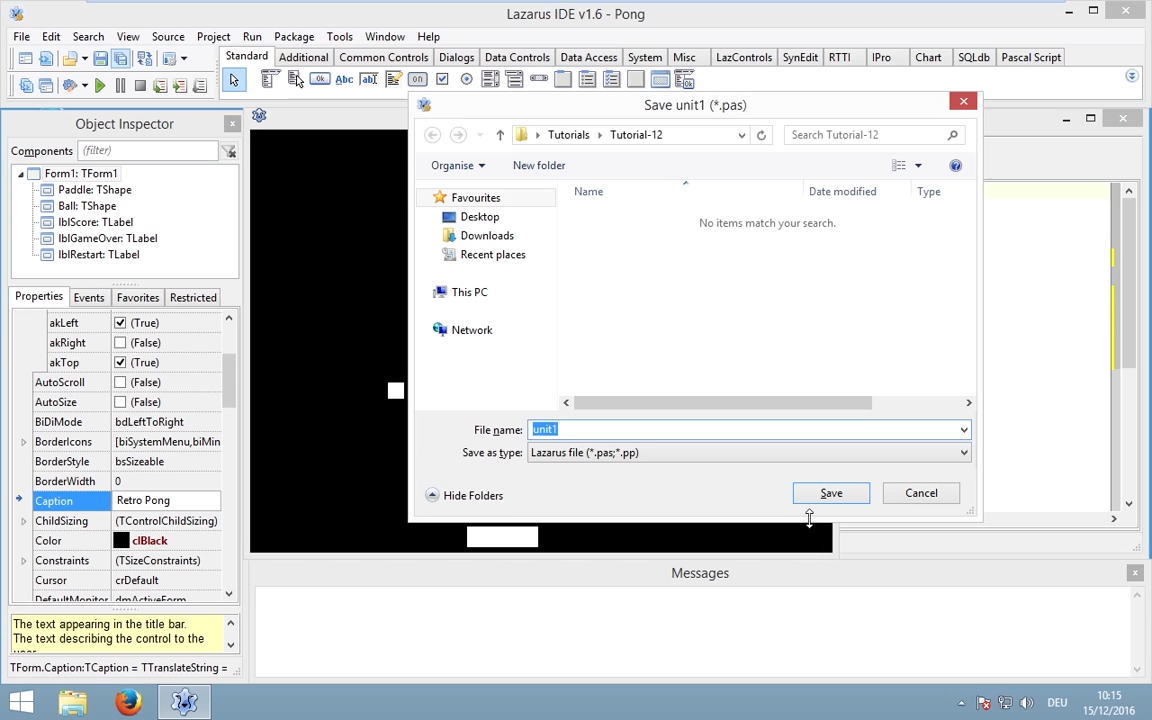 Lazarus IDE v1.6 - Pong
File Edit Search View Source Project Run Package Tools Window Help
Standard Additional Common Controls Dialogs Data Controls Data Access System Misc LazControls SynEdit RTTI IPro Chart SQLdb Pascal Script
Ok Abc ab on
Object Inspector
Components (filter)
Form1: TForm1
Paddle: TShape
Ball: TShape
lblScore: TLabel
lblGameOver: TLabel
lblRestart: TLabel
Properties Events Favorites Restricted
akLeft (True)
akRight (False)
akTop (True)
AutoScroll (False)
AutoSize (False)
BiDiMode bdLeftToRight
BorderIcons [biSystemMenu,biMin
BorderStyle bsSizeable
BorderWidth 0
Caption Retro Pong
ChildSizing (TControlChildSizing)
Color clBlack
Constraints (TSizeConstraints)
Cursor crDefault
DefaultMonitor dmActiveForm
The text appearing in the title bar.
The text describing the control to the
user.
TForm.Caption:TCaption = TTranslateString =
Save unit1 (*.pas)
Tutorials Tutorial-12 Search Tutorial-12
Organise New folder
Favourites
Desktop
Downloads
Recent places
This PC
Network
Name Date modified Type
No items match your search.
File name: unit1
Save as type: Lazarus file (*.pas;*.pp)
Hide Folders Save Cancel
Messages
DEU 10:15
15/12/2016